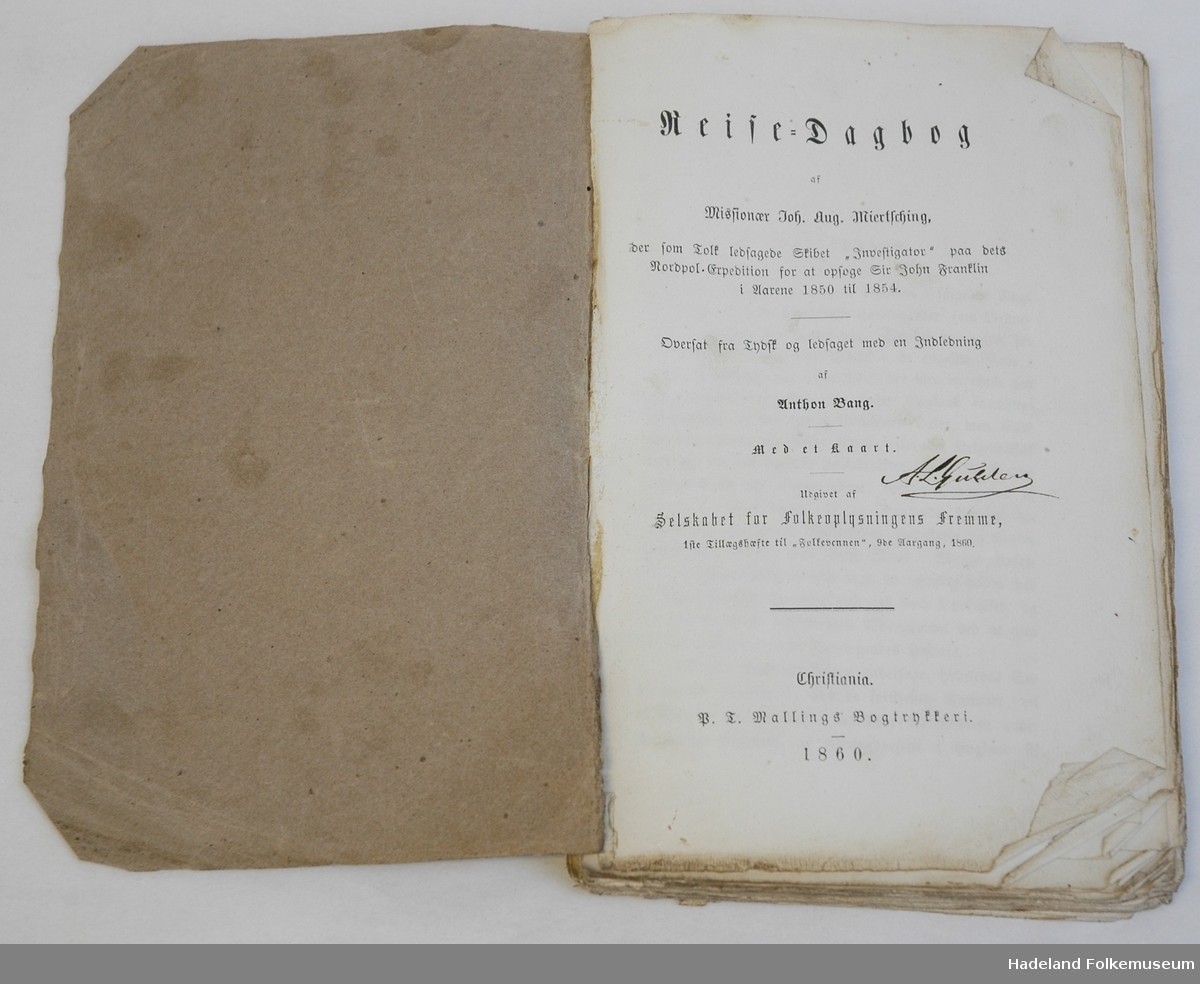 Reise-Dagbog
af
Missionær Joh. Aug. Miertsching,
der som Tolk ledsagede Skibet „Investigator“ paa dets
Nordpol-Expedition for at opsøge Sir John Franklin
i Aarene 1850 til 1854.
Oversat fra Tydsk og ledsaget med en Indledning
af
Anthon Bang.
Med et Kaart.
A. L. Gulden
Udgivet af
Selskabet for Folkeoplysningens Fremme,
1ste Tillægshæfte til „Folkevennen“, 9de Aargang, 1860.
Christiania.
P. T. Mallings Bogtrykkeri.
1860.
Hadeland Folkemuseum